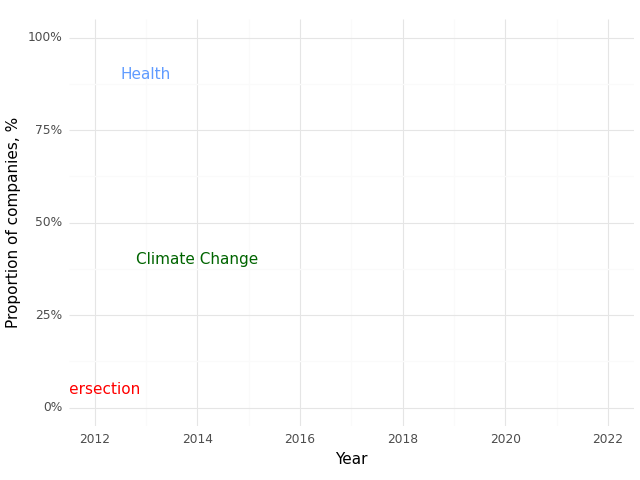 100%
Health
75%
Proportion of companies, %
50%
Climate Change
25%
ersection
0%
2012 2014 2016 2018 2020 2022
Year